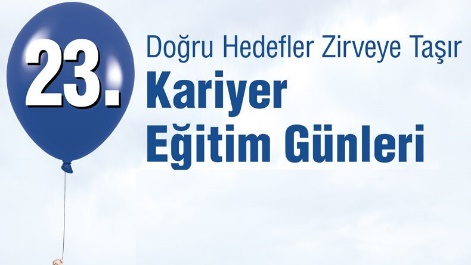 23.
Doğru Hedefler Zirveye Taşır
Kariyer
Eğitim Günleri